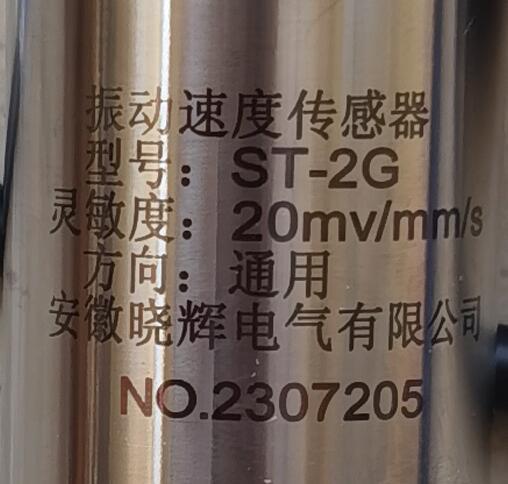 振动速度传感器
型号：ST-2G
灵敏度：20mv/mm/s
方向：通用
安徽晓辉电气有限公司
NO.2307205